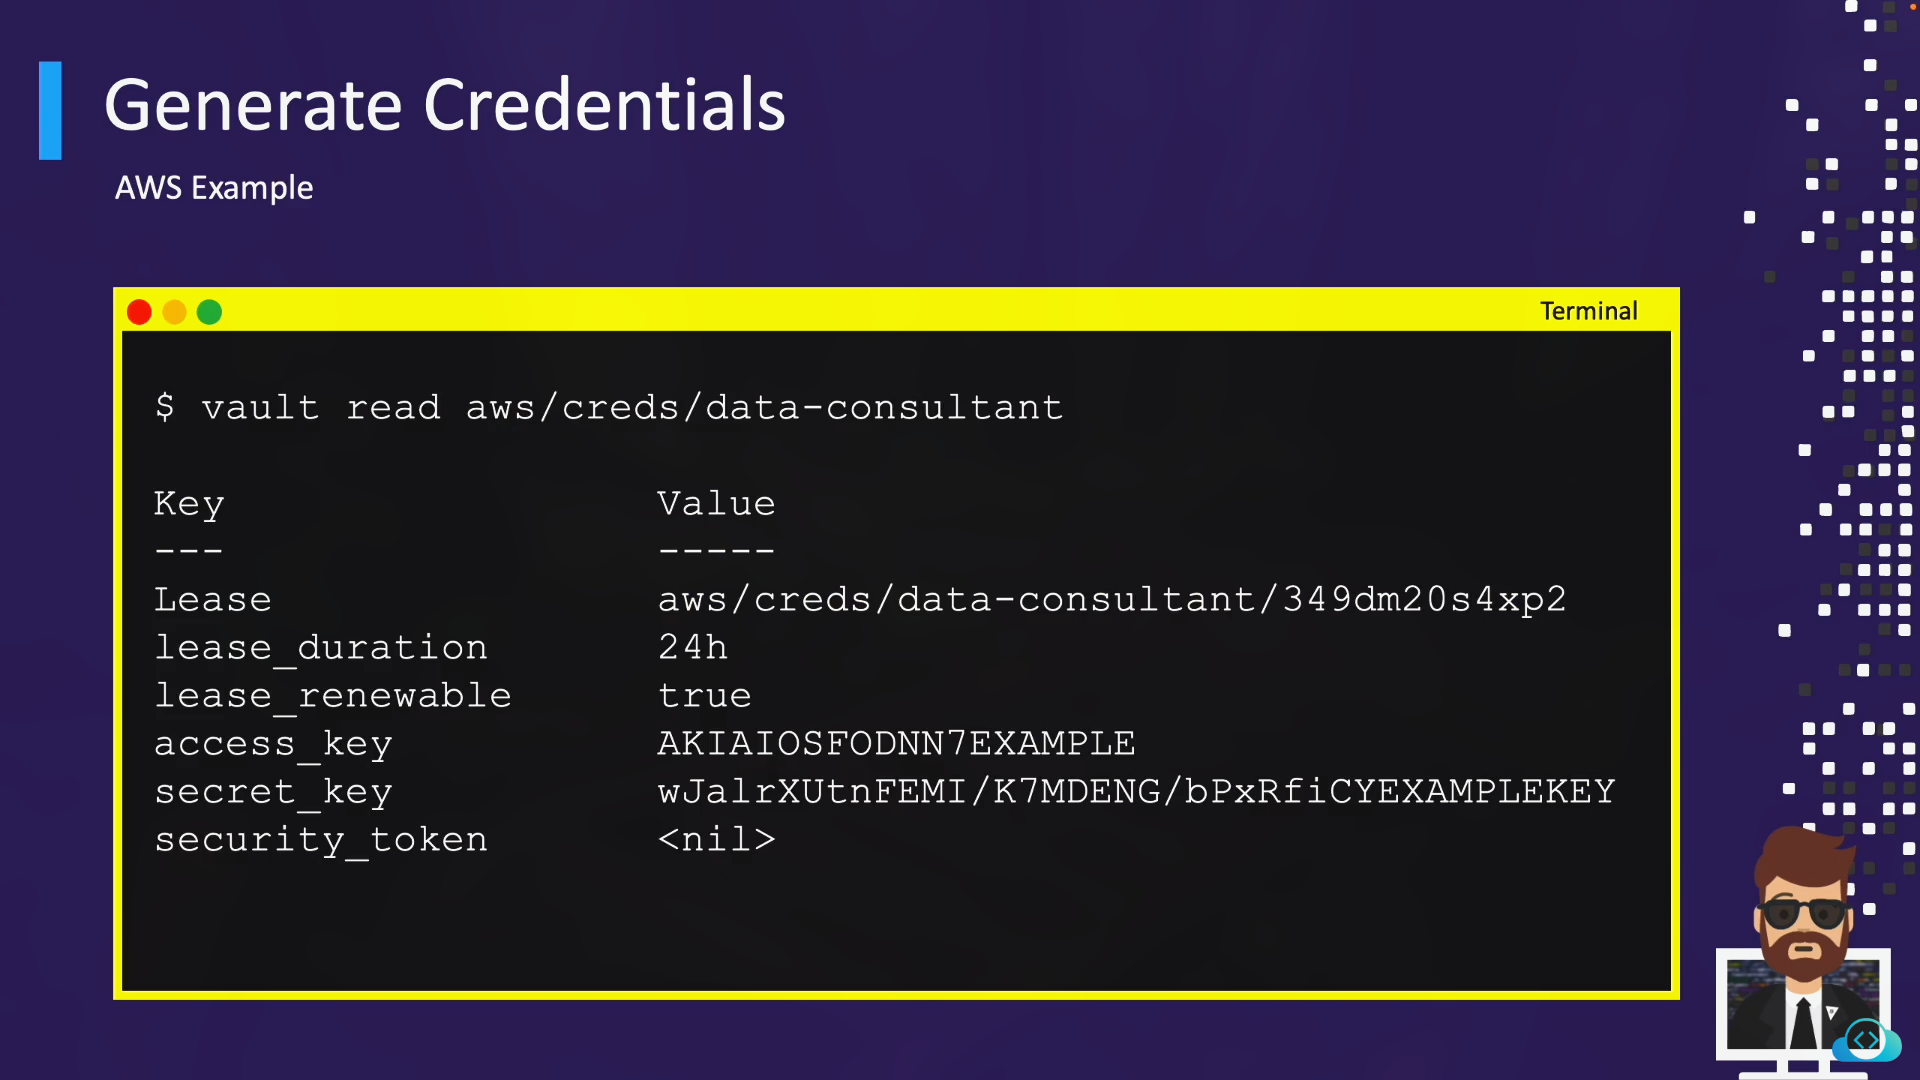 Generate Credentials
AWS Example
Terminal
$ vault read aws/creds/data-consultant
Key Value
--- -----
Lease aws/creds/data-consultant/349dm20s4xp2
lease_duration 24h
lease_renewable true
access_key AKIAIOSFODNN7EXAMPLE
secret_key wJalrXUtnFEMI/K7MDENG/bPxRfiCYEXAMPLEKEY
security_token <nil>